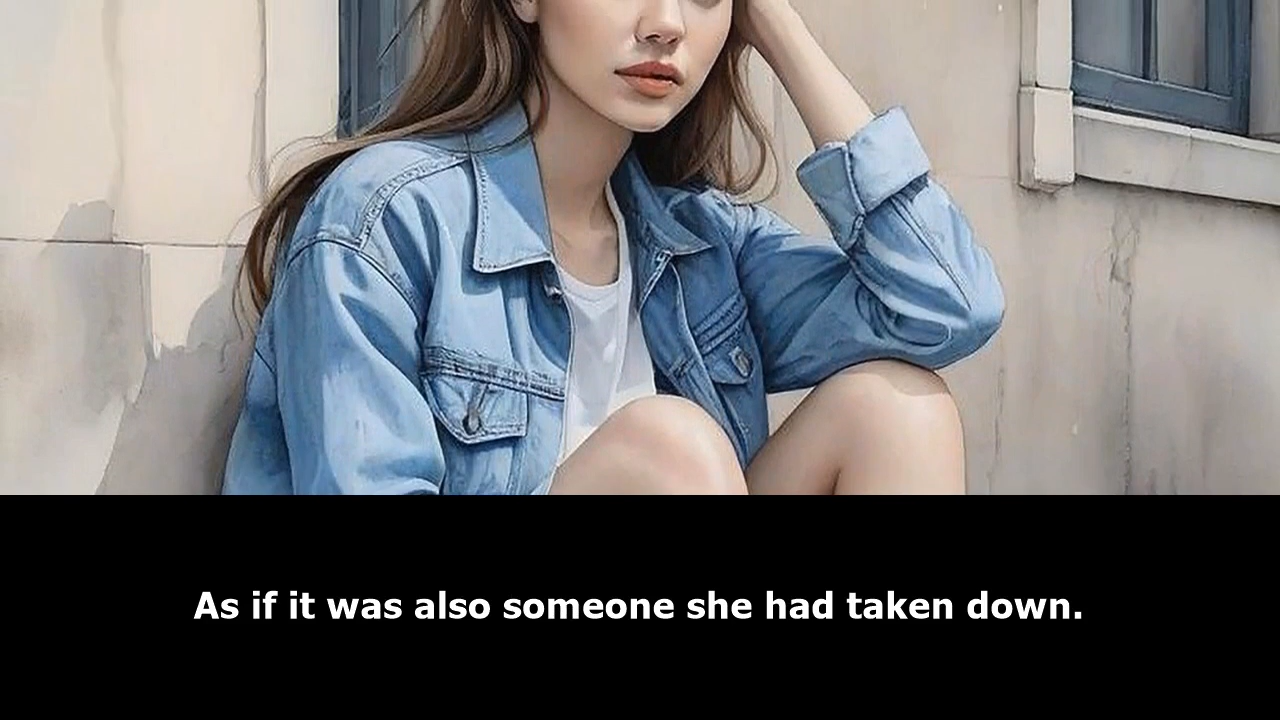 As if it was also someone she had taken down.